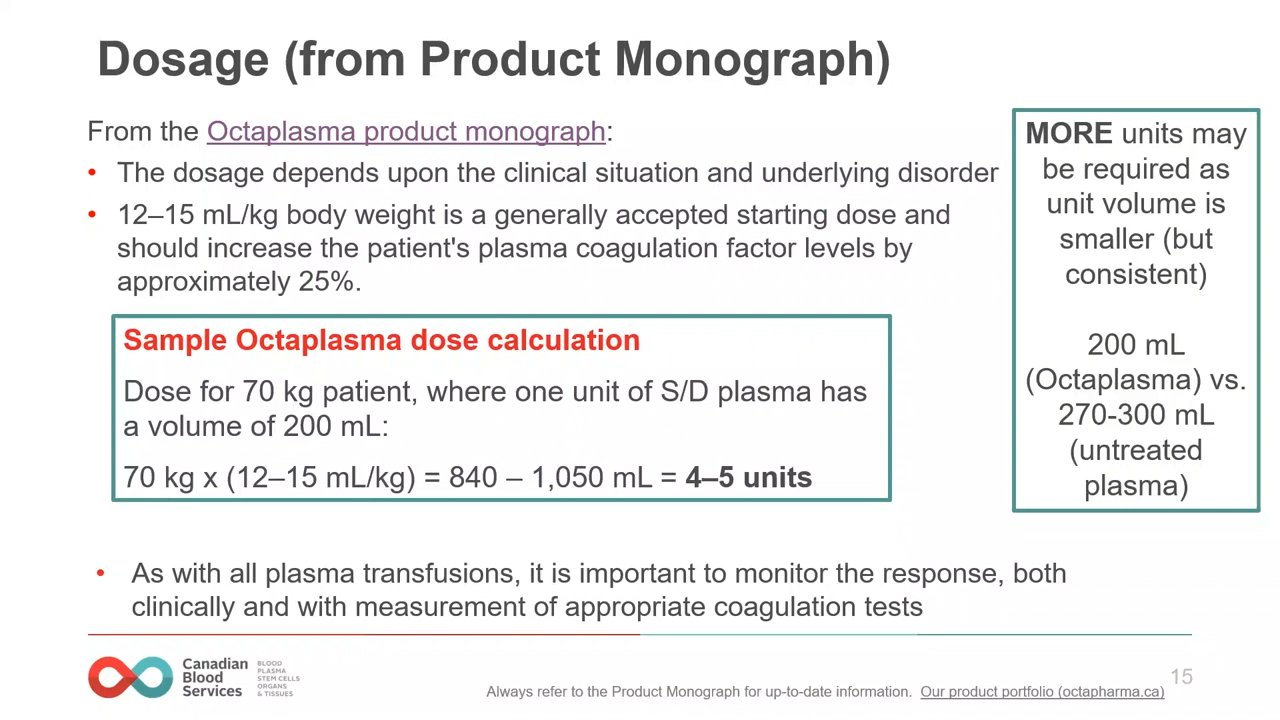 Dosage (from Product Monograph)
From the Octaplasma product monograph:
• The dosage depends upon the clinical situation and underlying disorder
• 12–15 mL/kg body weight is a generally accepted starting dose and
should increase the patient's plasma coagulation factor levels by
approximately 25%.
Sample Octaplasma dose calculation
Dose for 70 kg patient, where one unit of S/D plasma has
a volume of 200 mL:
70 kg x (12–15 mL/kg) = 840 – 1,050 mL = 4–5 units
MORE units may
be required as
unit volume is
smaller (but
consistent)
200 mL
(Octaplasma) vs.
270-300 mL
(untreated
plasma)
• As with all plasma transfusions, it is important to monitor the response, both
clinically and with measurement of appropriate coagulation tests
Canadian
Blood
Services
BLOOD
PLASMA
STEM CELLS
ORGANS
& TISSUES
Always refer to the Product Monograph for up-to-date information. Our product portfolio (octapharma.ca)
15